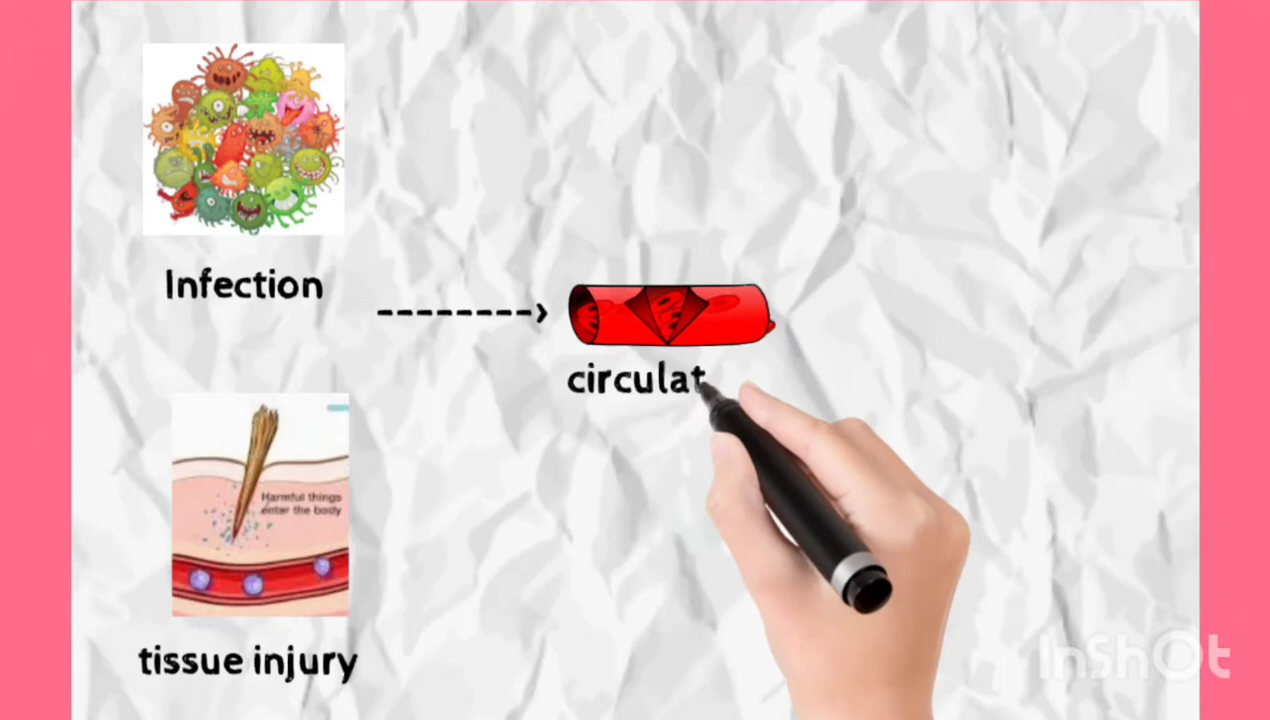 Infection
circulat
Harmful things
enter the body
tissue injury
InShOt